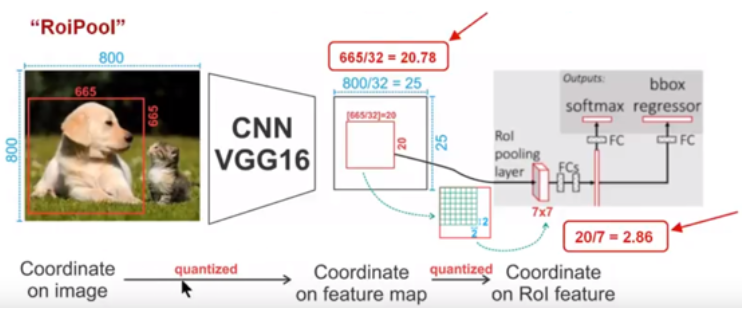 “RoiPool”
800
665/32 = 20.78
800/32 = 25
665
665
800
CNN
VGG16
[665/32]=20
20
25
Outputs:
bbox
softmax
regressor
FC
FC
RoI
pooling
layer
FCs
2
2
7x7
20/7 = 2.86
Coordinate
on image
quantized
Coordinate
on feature map
quantized
Coordinate
on RoI feature